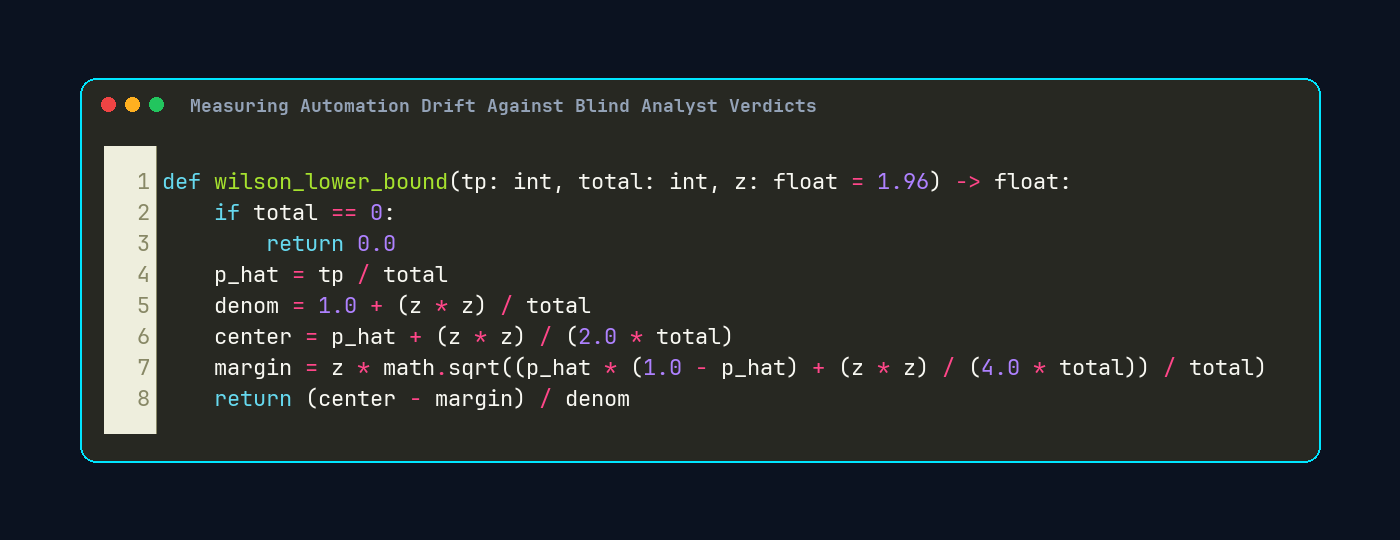 Measuring Automation Drift Against Blind Analyst Verdicts
1 def wilson_lower_bound(tp: int, total: int, z: float = 1.96) -> float:
2     if total == 0:
3         return 0.0
4     p_hat = tp / total
5     denom = 1.0 + (z * z) / total
6     center = p_hat + (z * z) / (2.0 * total)
7     margin = z * math.sqrt((p_hat * (1.0 - p_hat) + (z * z) / (4.0 * total)) / total)
8     return (center - margin) / denom